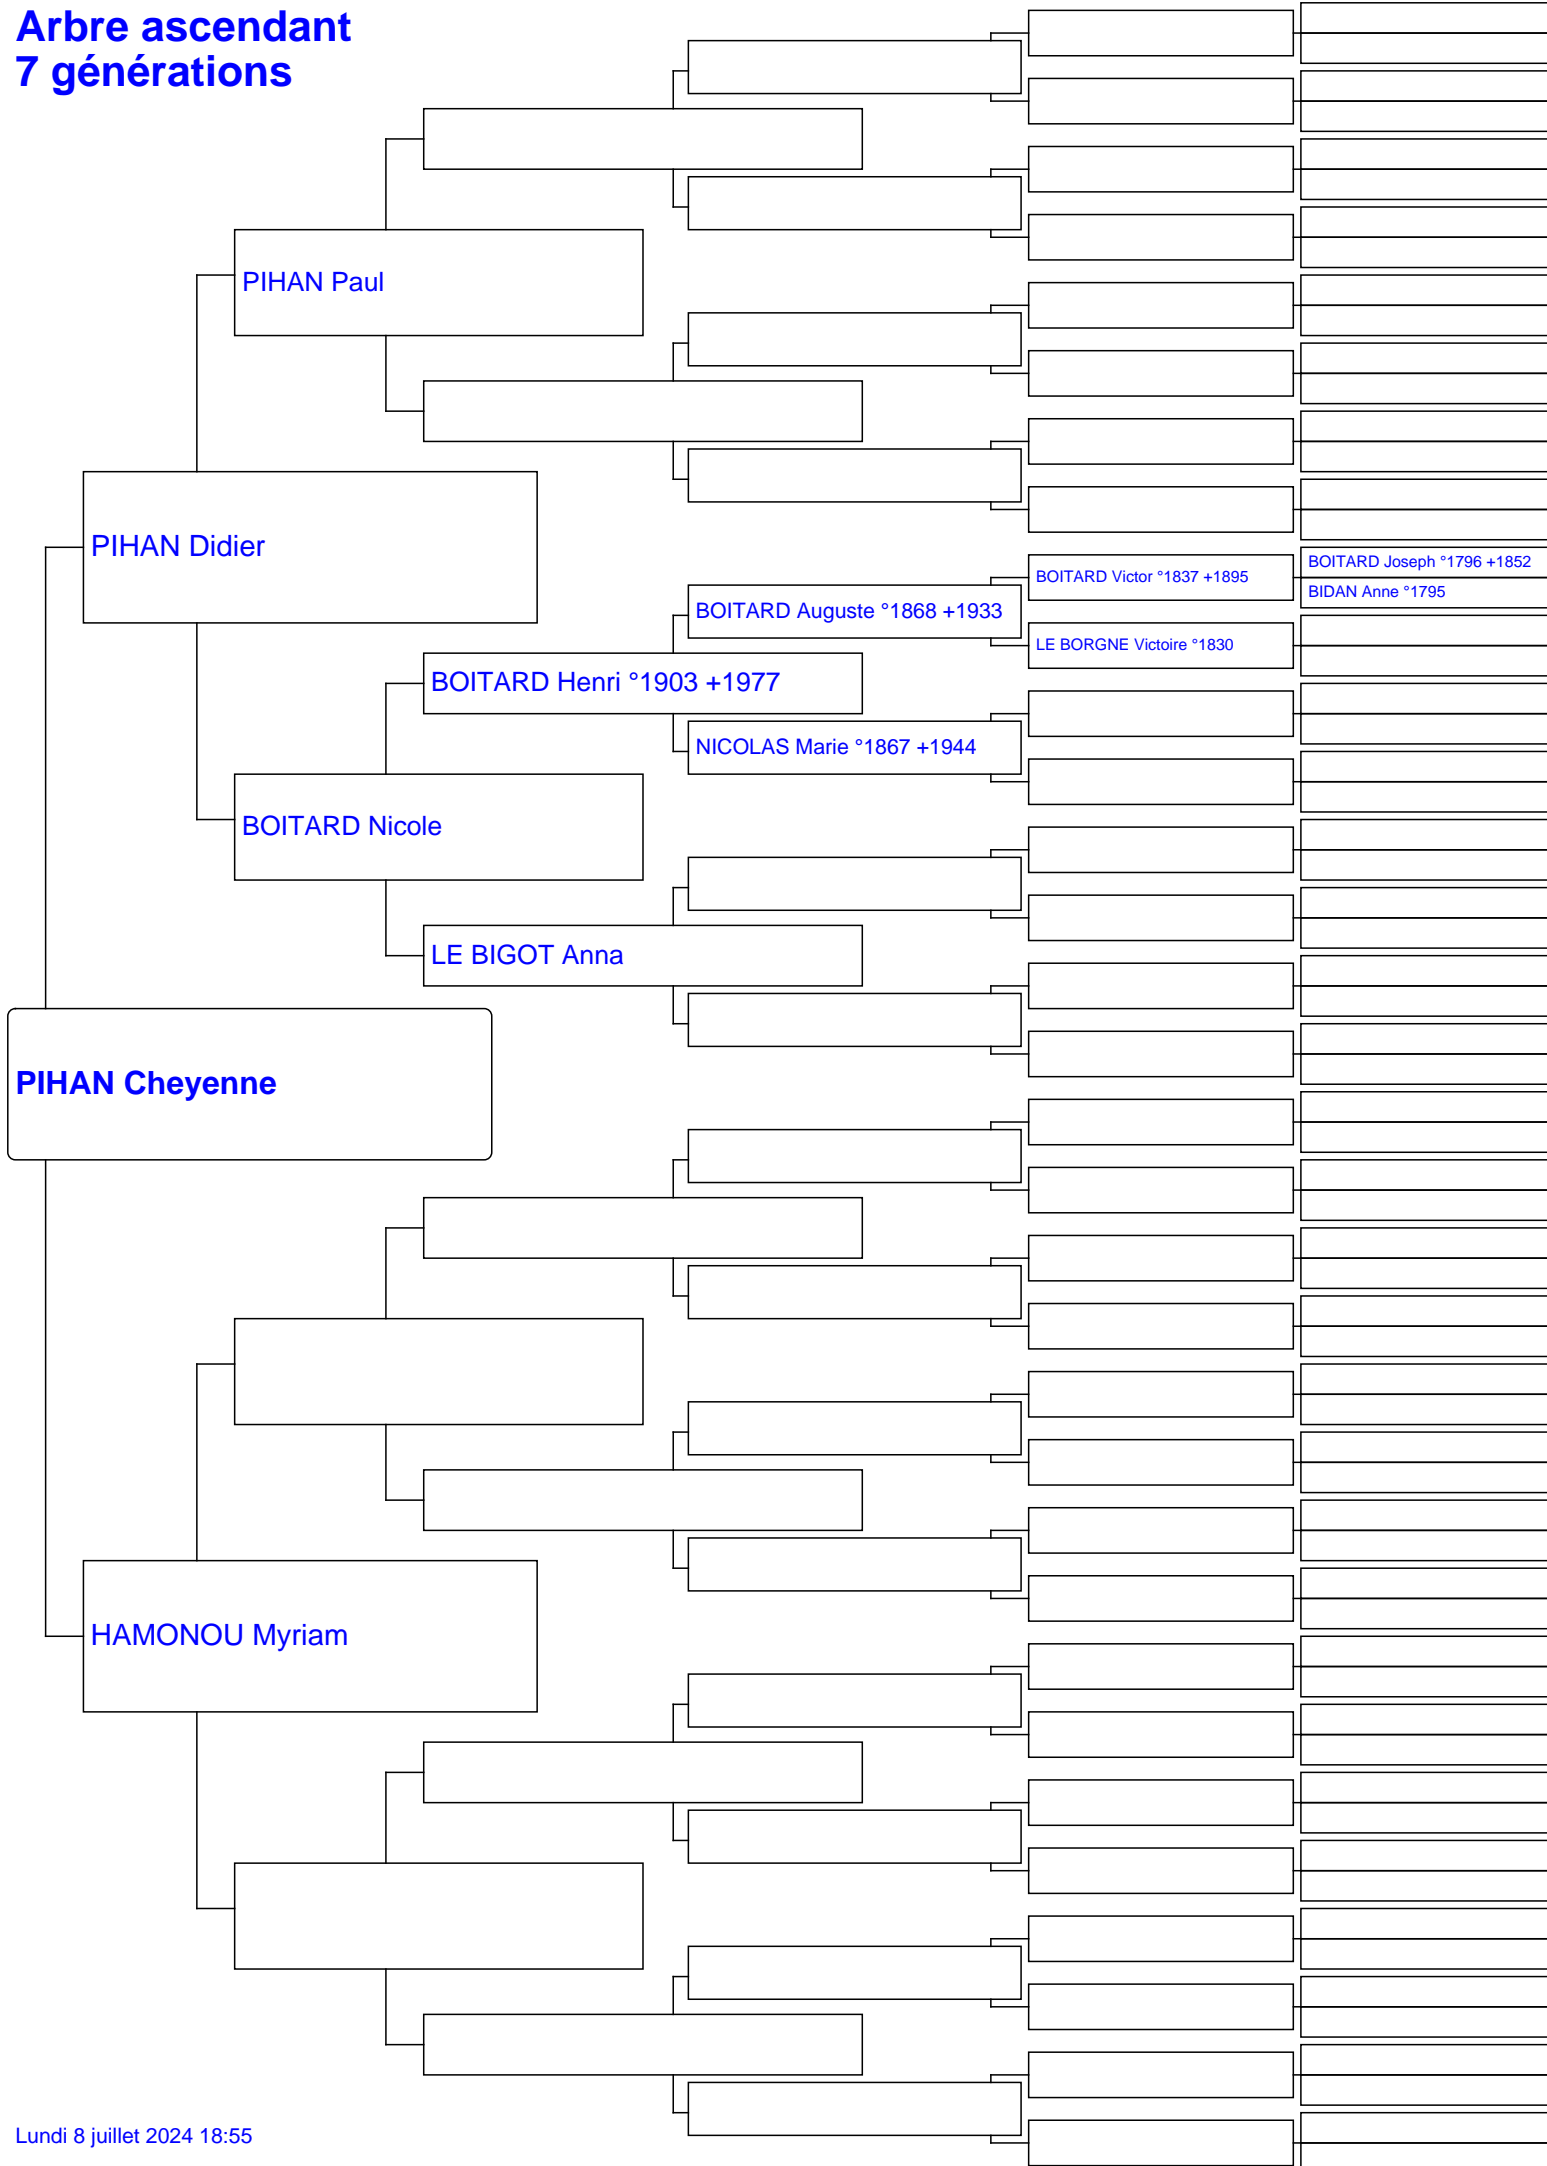 Arbre ascendant
7 générations
PIHAN Paul
PIHAN Didier
BOITARD Joseph °1796 +1852
BOITARD Victor °1837 +1895
BIDAN Anne °1795
BOITARD Auguste °1868 +1933
LE BORGNE Victoire °1830
BOITARD Henri °1903 +1977
NICOLAS Marie °1867 +1944
BOITARD Nicole
LE BIGOT Anna
PIHAN Cheyenne
HAMONOU Myriam
Lundi 8 juillet 2024 18:55